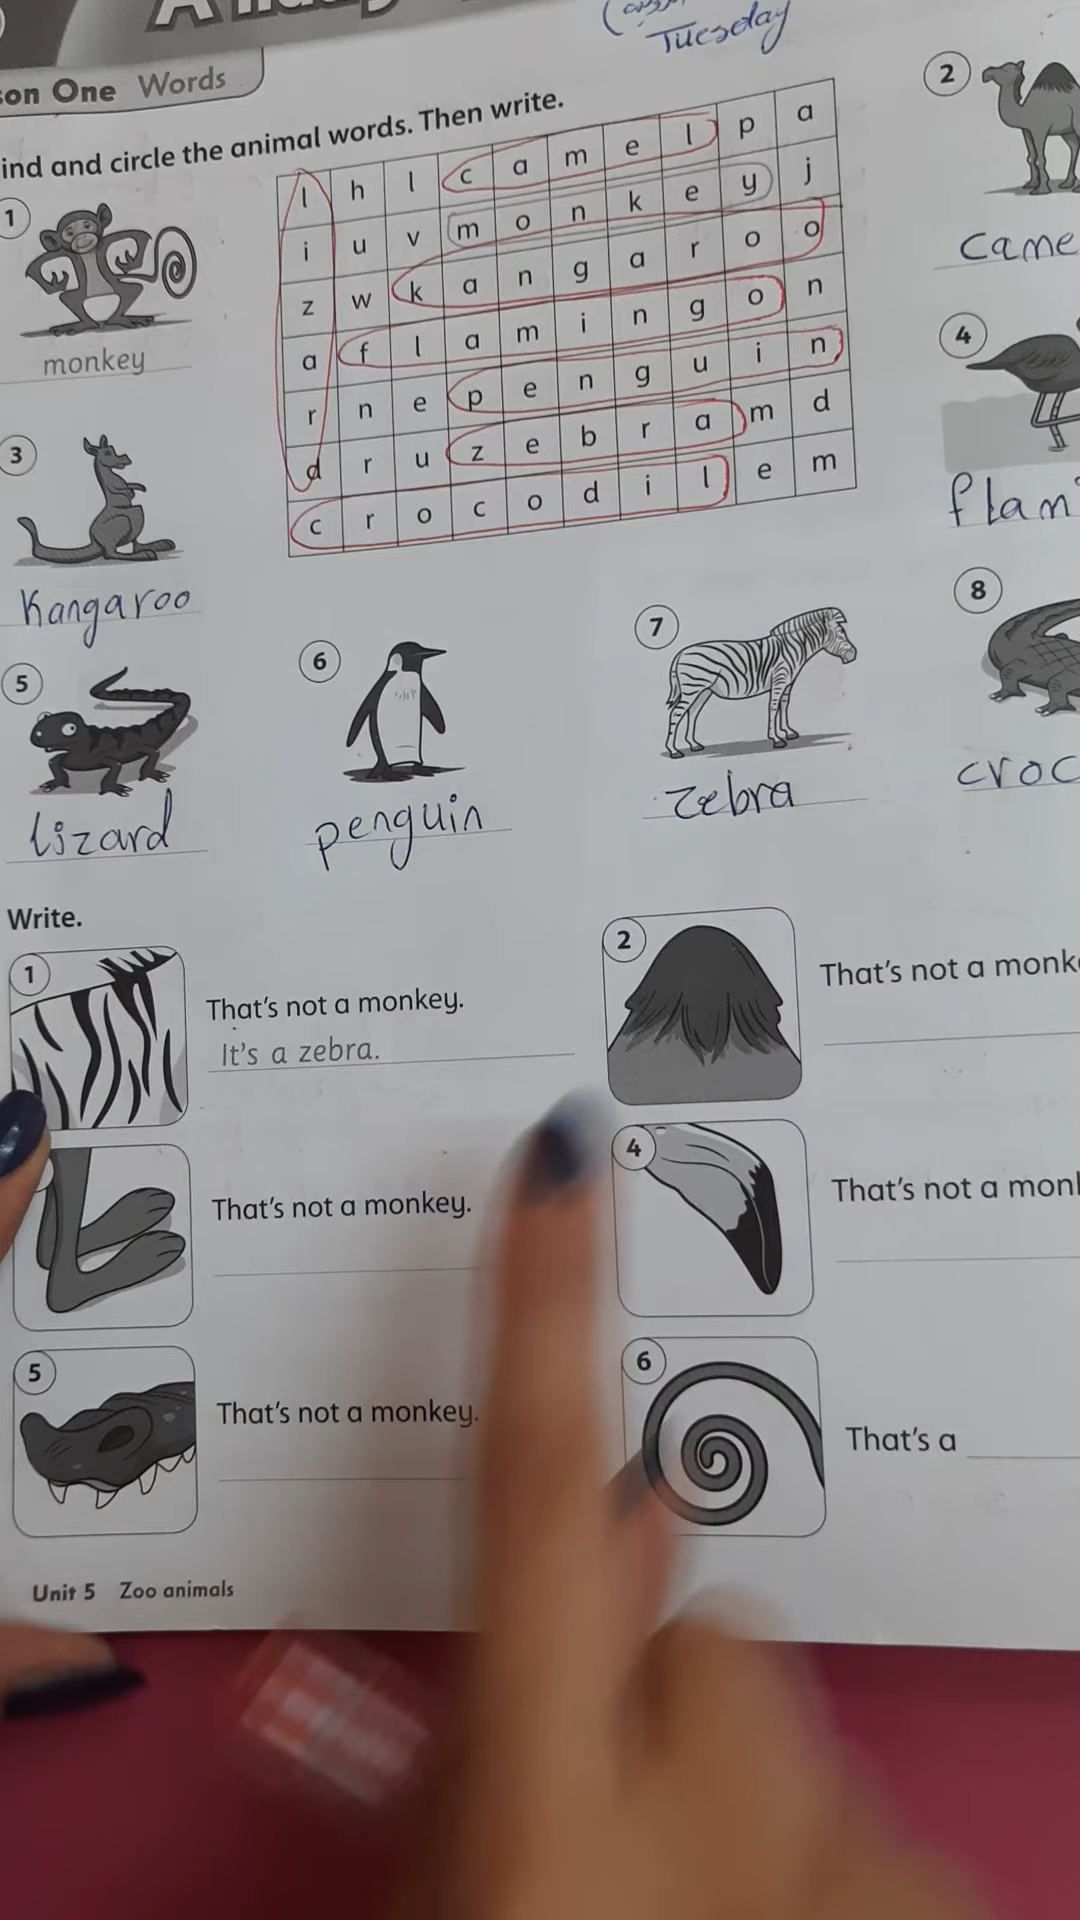 Tuesday
on One Words
ind and circle the animal words. Then write.
l h l c a m e l p a
i u v m o n k e y j
z w k a n g a r o o
a f l a m i n g o n
r n e p e n g u i n
d r u z e b r a m d
c r o c o d i l e m
1
monkey
2
came
3
Kangaroo
4
flam
5
lizard
6
penguin
7
zebra
8
croc
Write.
1
That's not a monkey.
It's a zebra.
2
That's not a monk
That's not a monkey.
4
That's not a mon
5
That's not a monkey.
6
That's a
Unit 5 Zoo animals